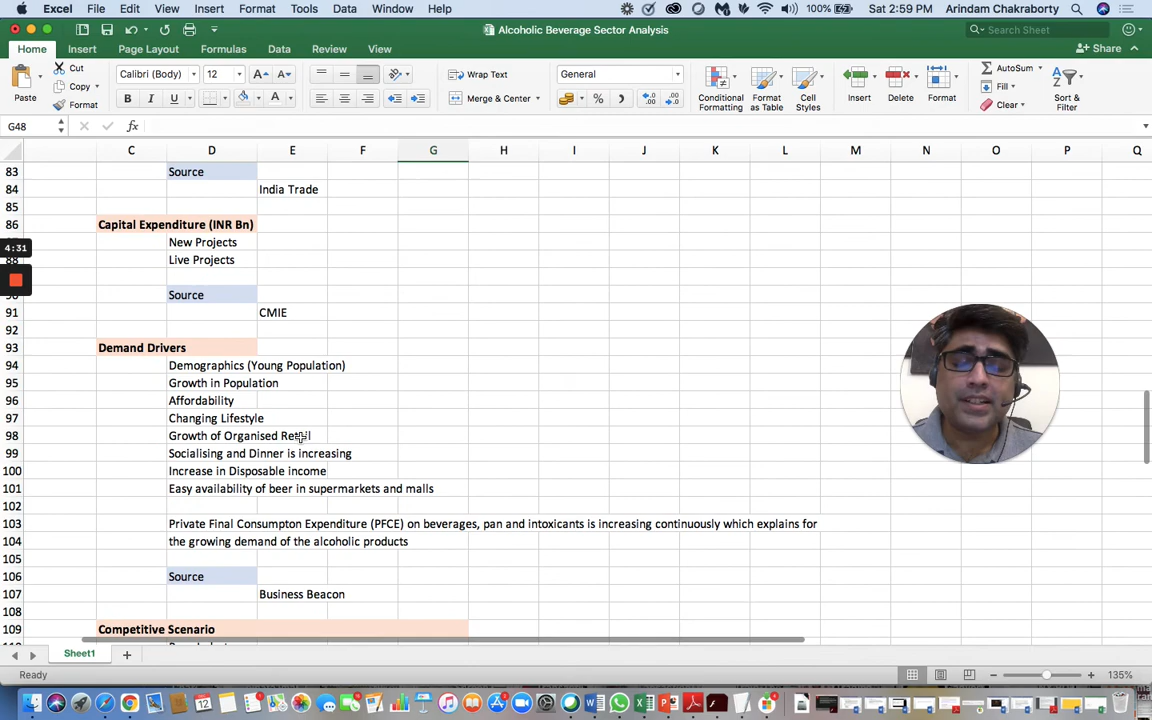 Excel File Edit View Insert Format Tools Data Window Help 100% Sat 2:59 PM Arindam Chakraborty
Alcoholic Beverage Sector Analysis Search Sheet
Home Insert Page Layout Formulas Data Review View Share
Paste Cut Copy Format Calibri (Body) 12 A A Wrap Text General Conditional Formatting Format as Table Cell Styles Insert Delete Format AutoSum Fill Clear Sort & Filter
B I U A Merge & Center %
G48 fx
C D E F G H I J K L M N O P Q
83 Source
84 India Trade
85
86 Capital Expenditure (INR Bn)
New Projects
4:31
88 Live Projects
Source
91 CMIE
92
93 Demand Drivers
94 Demographics (Young Population)
95 Growth in Population
96 Affordability
97 Changing Lifestyle
98 Growth of Organised Retail
99 Socialising and Dinner is increasing
100 Increase in Disposable income
101 Easy availability of beer in supermarkets and malls
102
103 Private Final Consumpton Expenditure (PFCE) on beverages, pan and intoxicants is increasing continuously which explains for
104 the growing demand of the alcoholic products
105
106 Source
107 Business Beacon
108
109 Competitive Scenario
Sheet1
Ready 135%